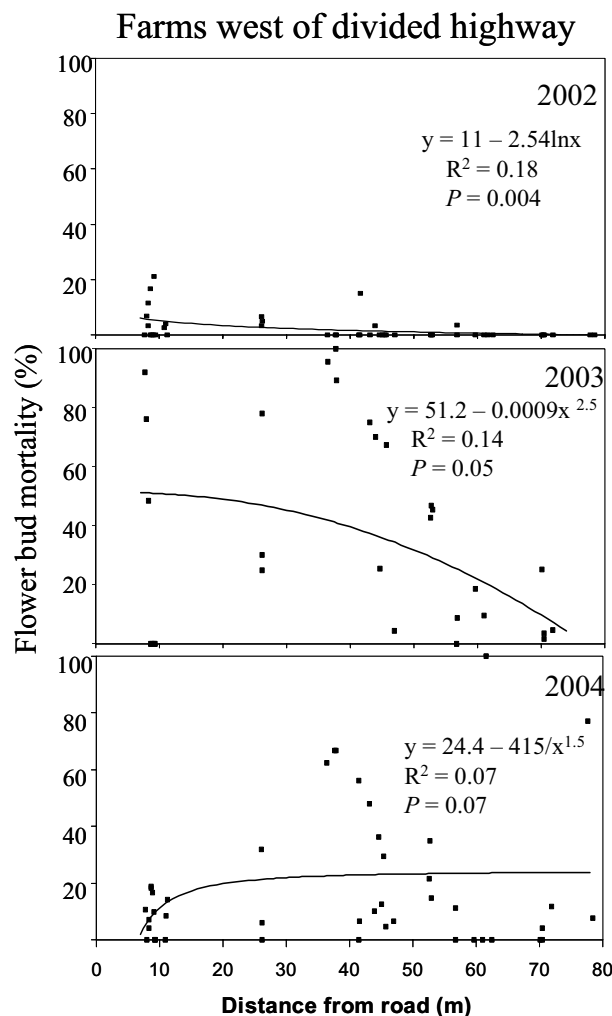 Farms west of divided highway
Flower bud mortality (%)
100
80
60
40
20
2002
y = 11 – 2.54lnx
R² = 0.18
P = 0.004
100
80
60
40
20
2003
y = 51.2 – 0.0009x 2.5
R² = 0.14
P = 0.05
100
80
60
40
20
0
2004
y = 24.4 – 415/x^1.5
R² = 0.07
P = 0.07
0 10 20 30 40 50 60 70 80
Distance from road (m)